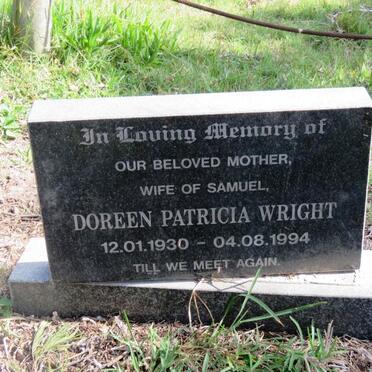 In Loving Memory of
OUR BELOVED MOTHER,
WIFE OF SAMUEL,
DOREEN PATRICIA WRIGHT
12.01.1930 - 04.08.1994
TILL WE MEET AGAIN.